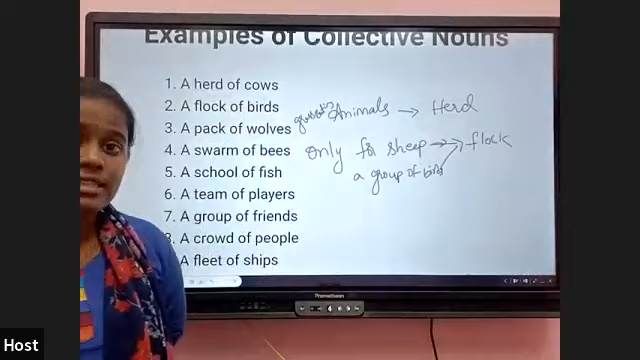 Examples of Collective Nouns
1. A herd of cows
2. A flock of birds
3. A pack of wolves
4. A swarm of bees
5. A school of fish
6. A team of players
7. A group of friends
8. A crowd of people
A fleet of ships
Animals → Herd
Only for sheep → flock
a group of birds
Promethean
Host